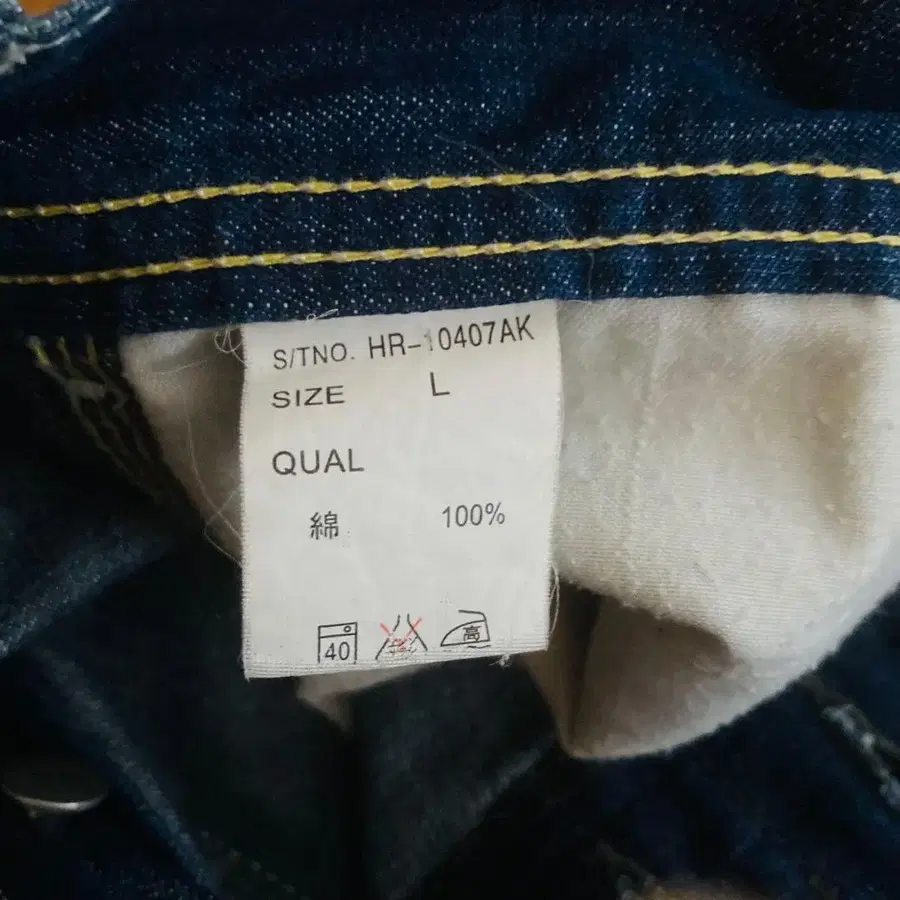 S/TNO. HR-10407AK
SIZE L
QUAL
綿 100%
40 高